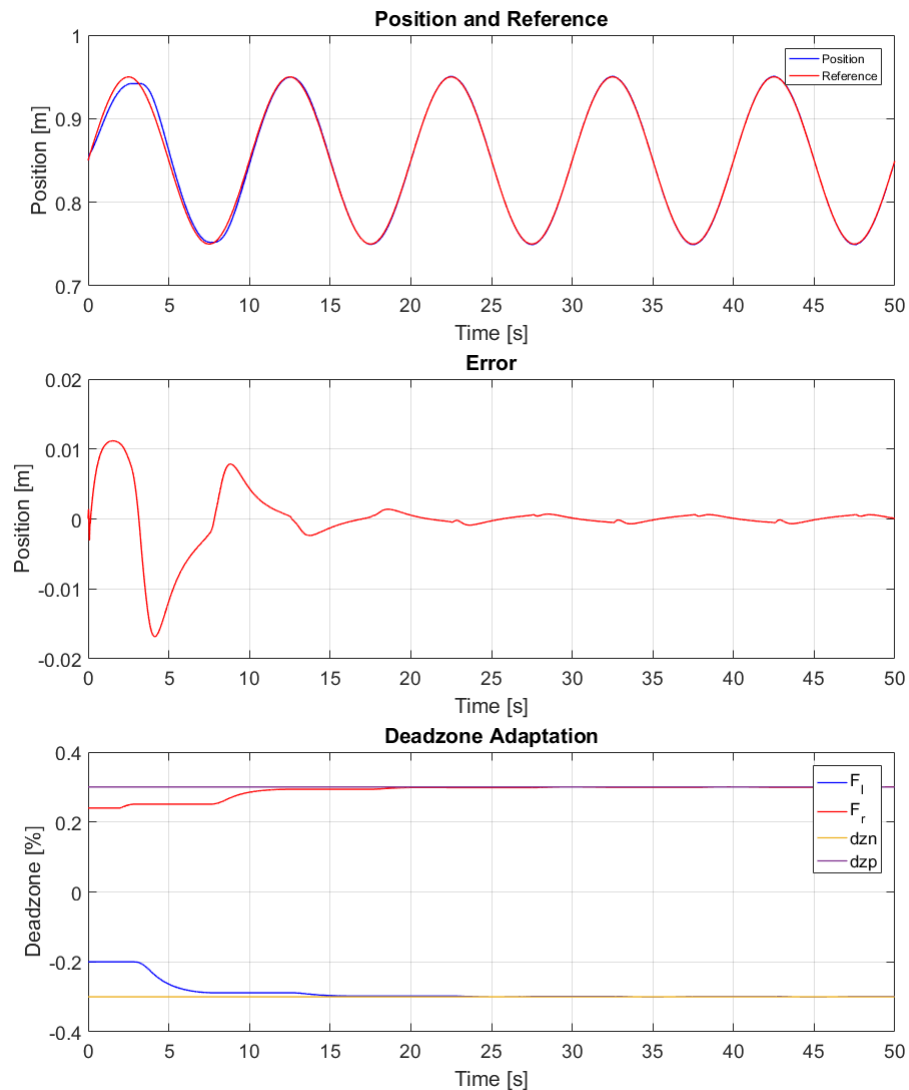 Position and Reference
1
0.9
0.8
0.7
Position [m]
Position
Reference
0 5 10 15 20 25 30 35 40 45 50
Time [s]
Error
0.02
0.01
0
-0.01
-0.02
Position [m]
0 5 10 15 20 25 30 35 40 45 50
Time [s]
Deadzone Adaptation
0.4
0.2
0
-0.2
-0.4
Deadzone [%]
F_l
F_r
dzn
dzp
0 5 10 15 20 25 30 35 40 45 50
Time [s]